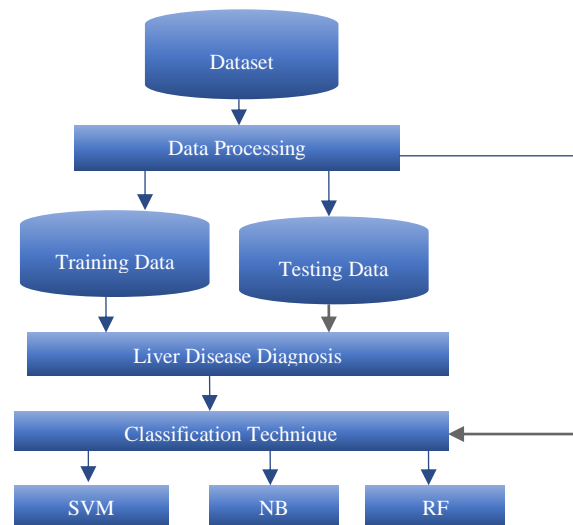 Dataset
Data Processing
Training Data
Testing Data
Liver Disease Diagnosis
Classification Technique
SVM
NB
RF